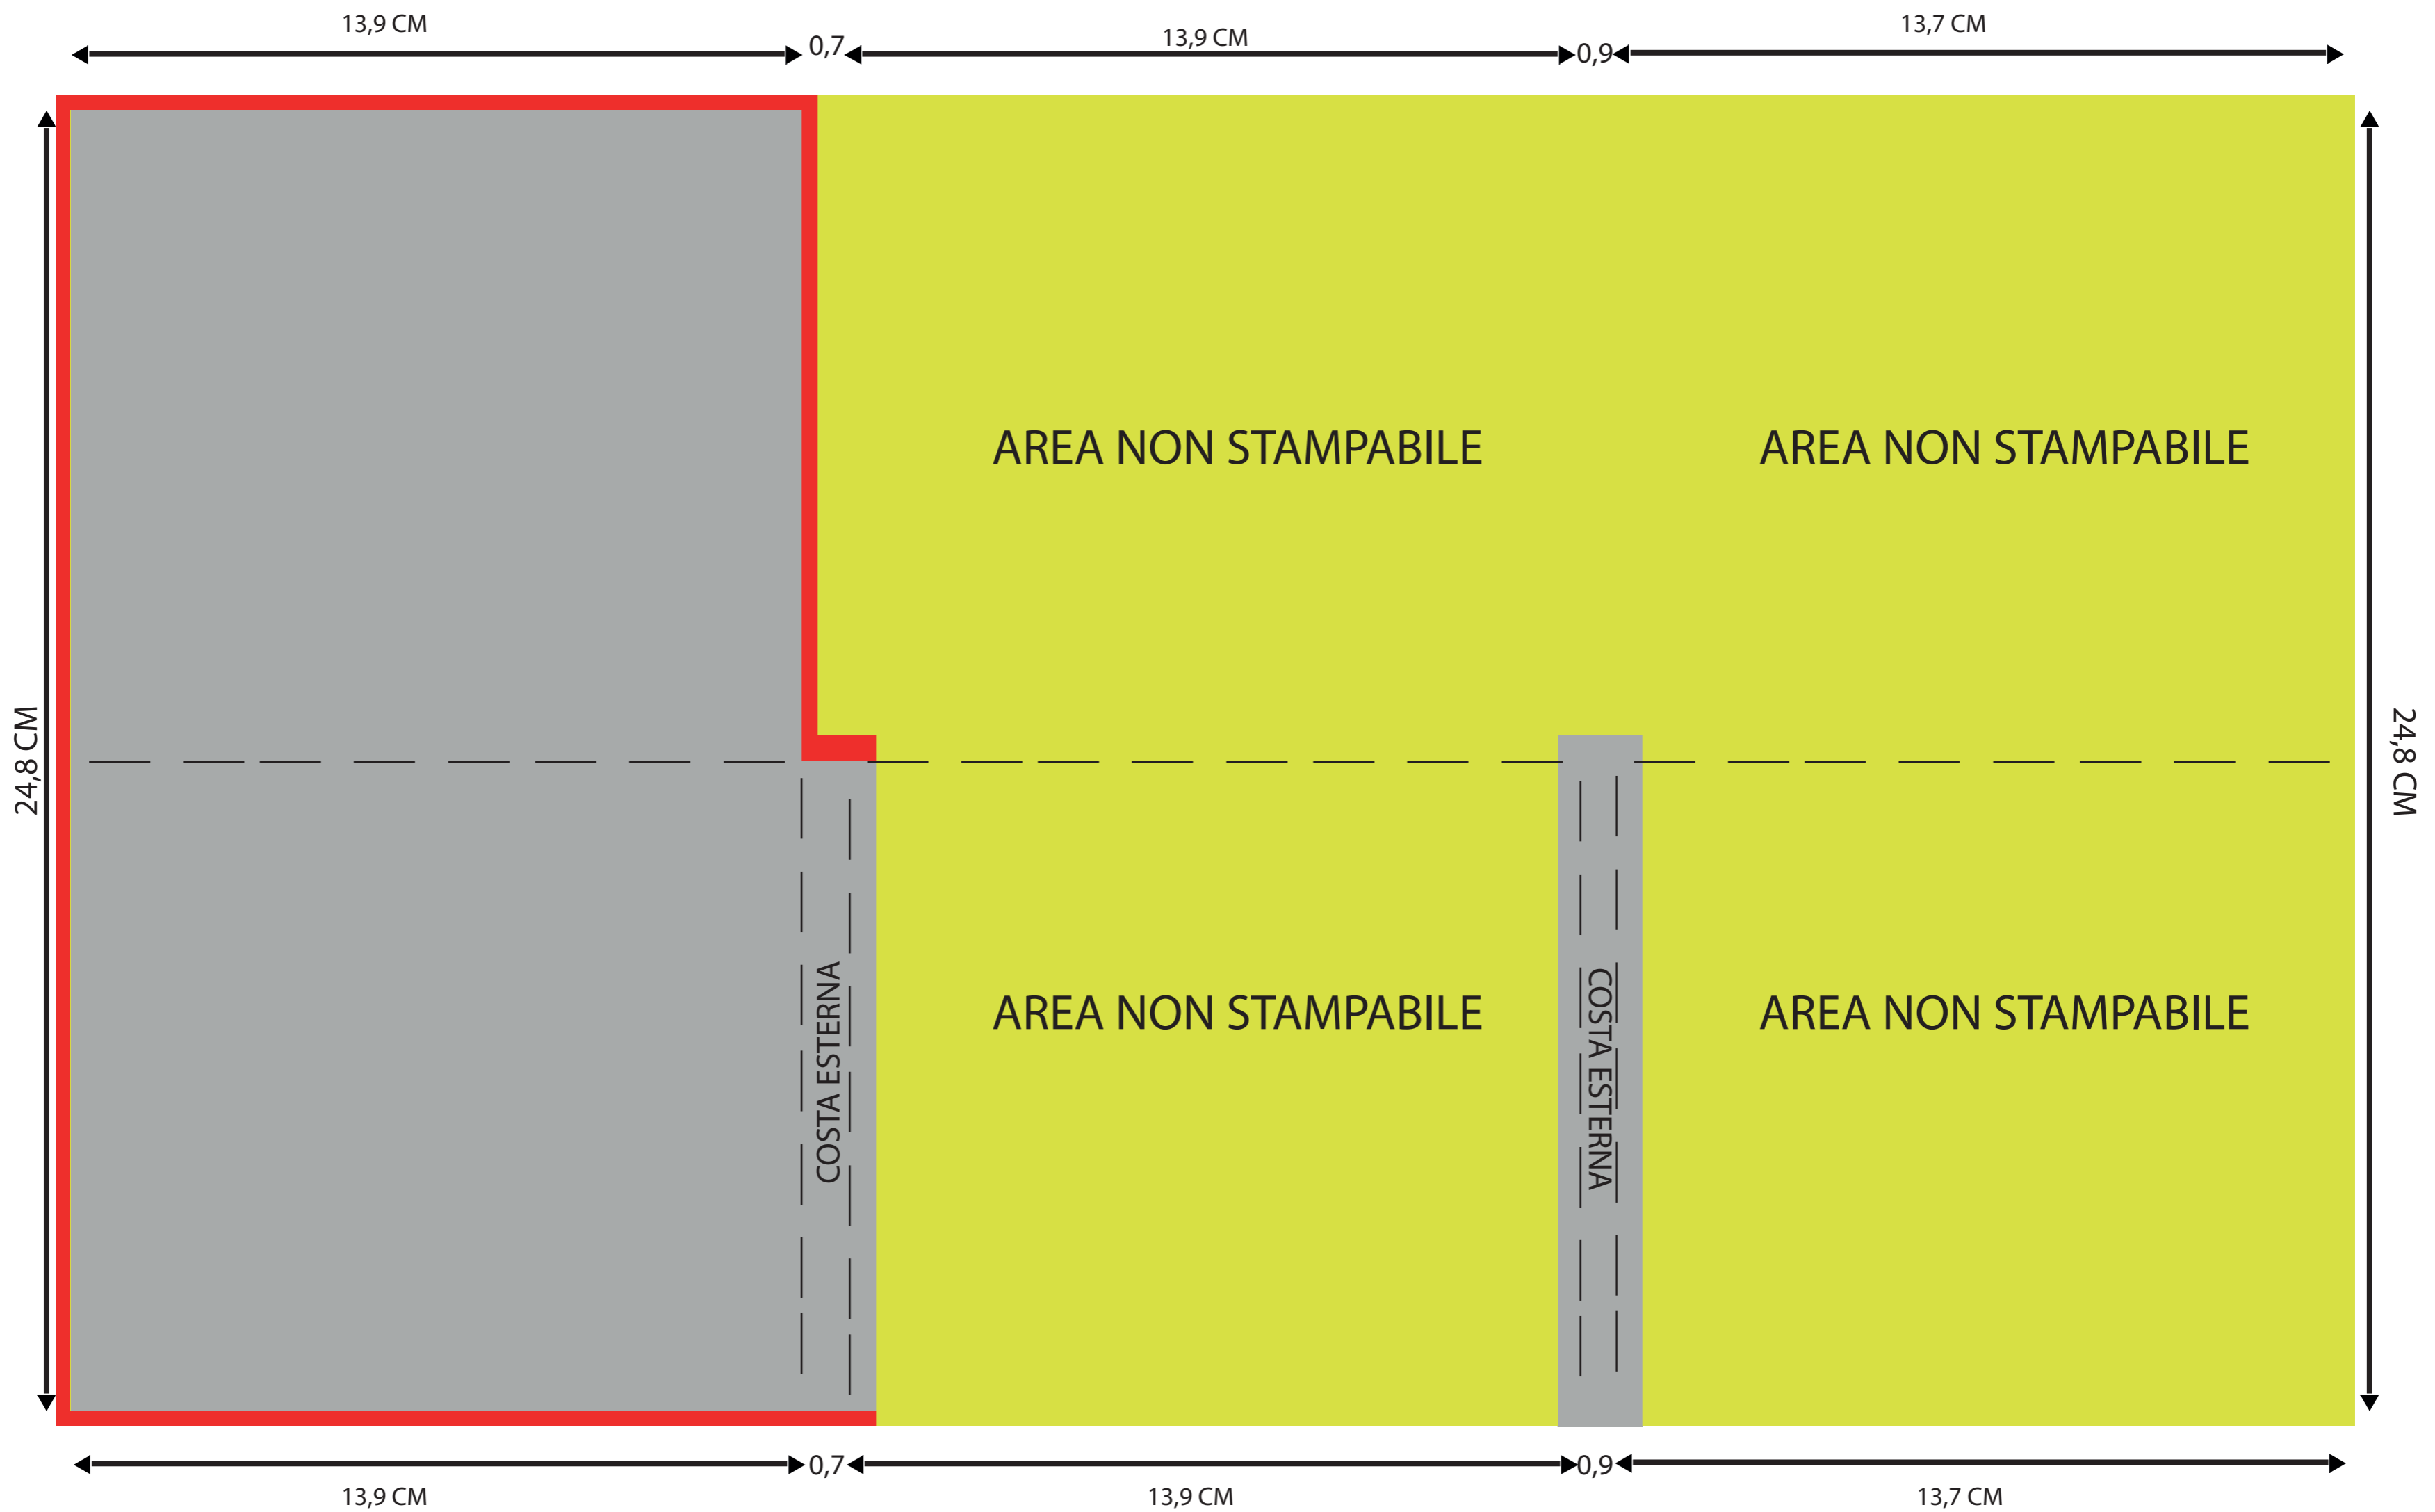 13,9 CM
0,7
13,9 CM
0,9
13,7 CM
AREA NON STAMPABILE
AREA NON STAMPABILE
24,8 CM
24,8 CM
COSTA ESTERNA
AREA NON STAMPABILE
COSTA ESTERNA
AREA NON STAMPABILE
0,7
0,9
13,9 CM
13,9 CM
13,7 CM